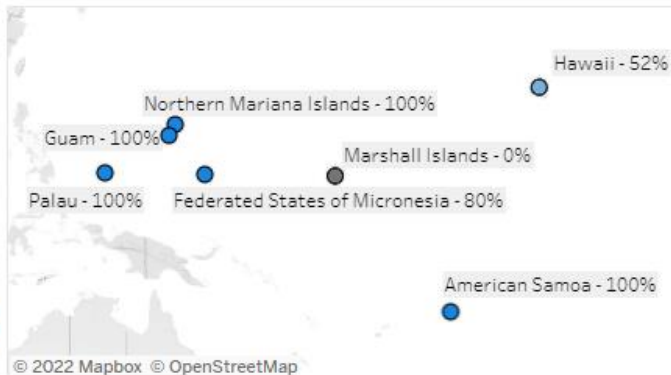 Hawaii - 52%
Northern Mariana Islands - 100%
Guam - 100%
Marshall Islands - 0%
Palau - 100%
Federated States of Micronesia - 80%
American Samoa - 100%
© 2022 Mapbox © OpenStreetMap